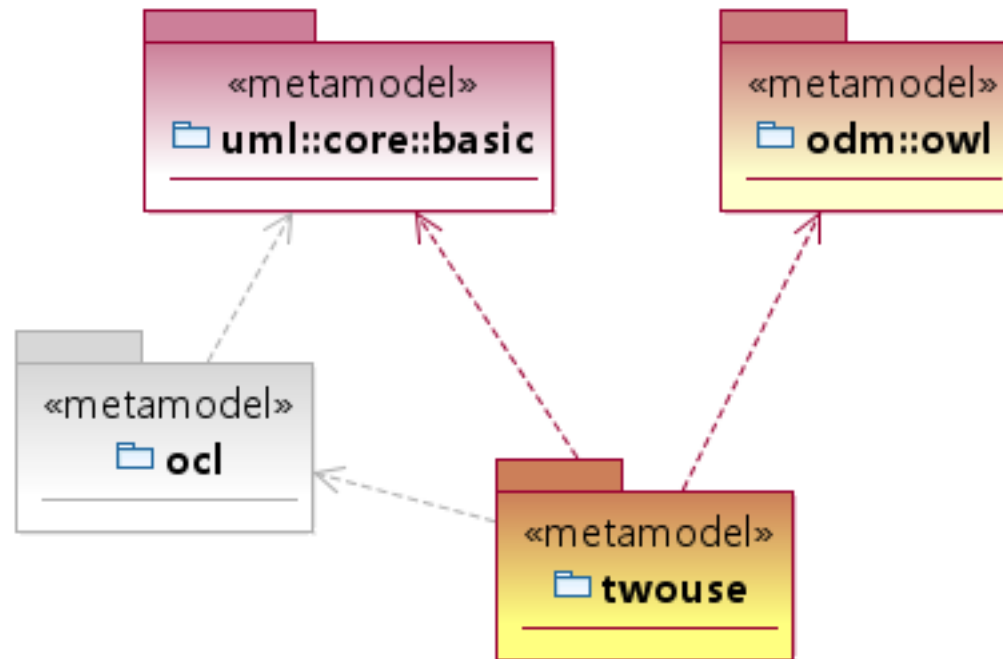 «metamodel»
uml::core::basic
«metamodel»
odm::owl
«metamodel»
ocl
«metamodel»
twouse